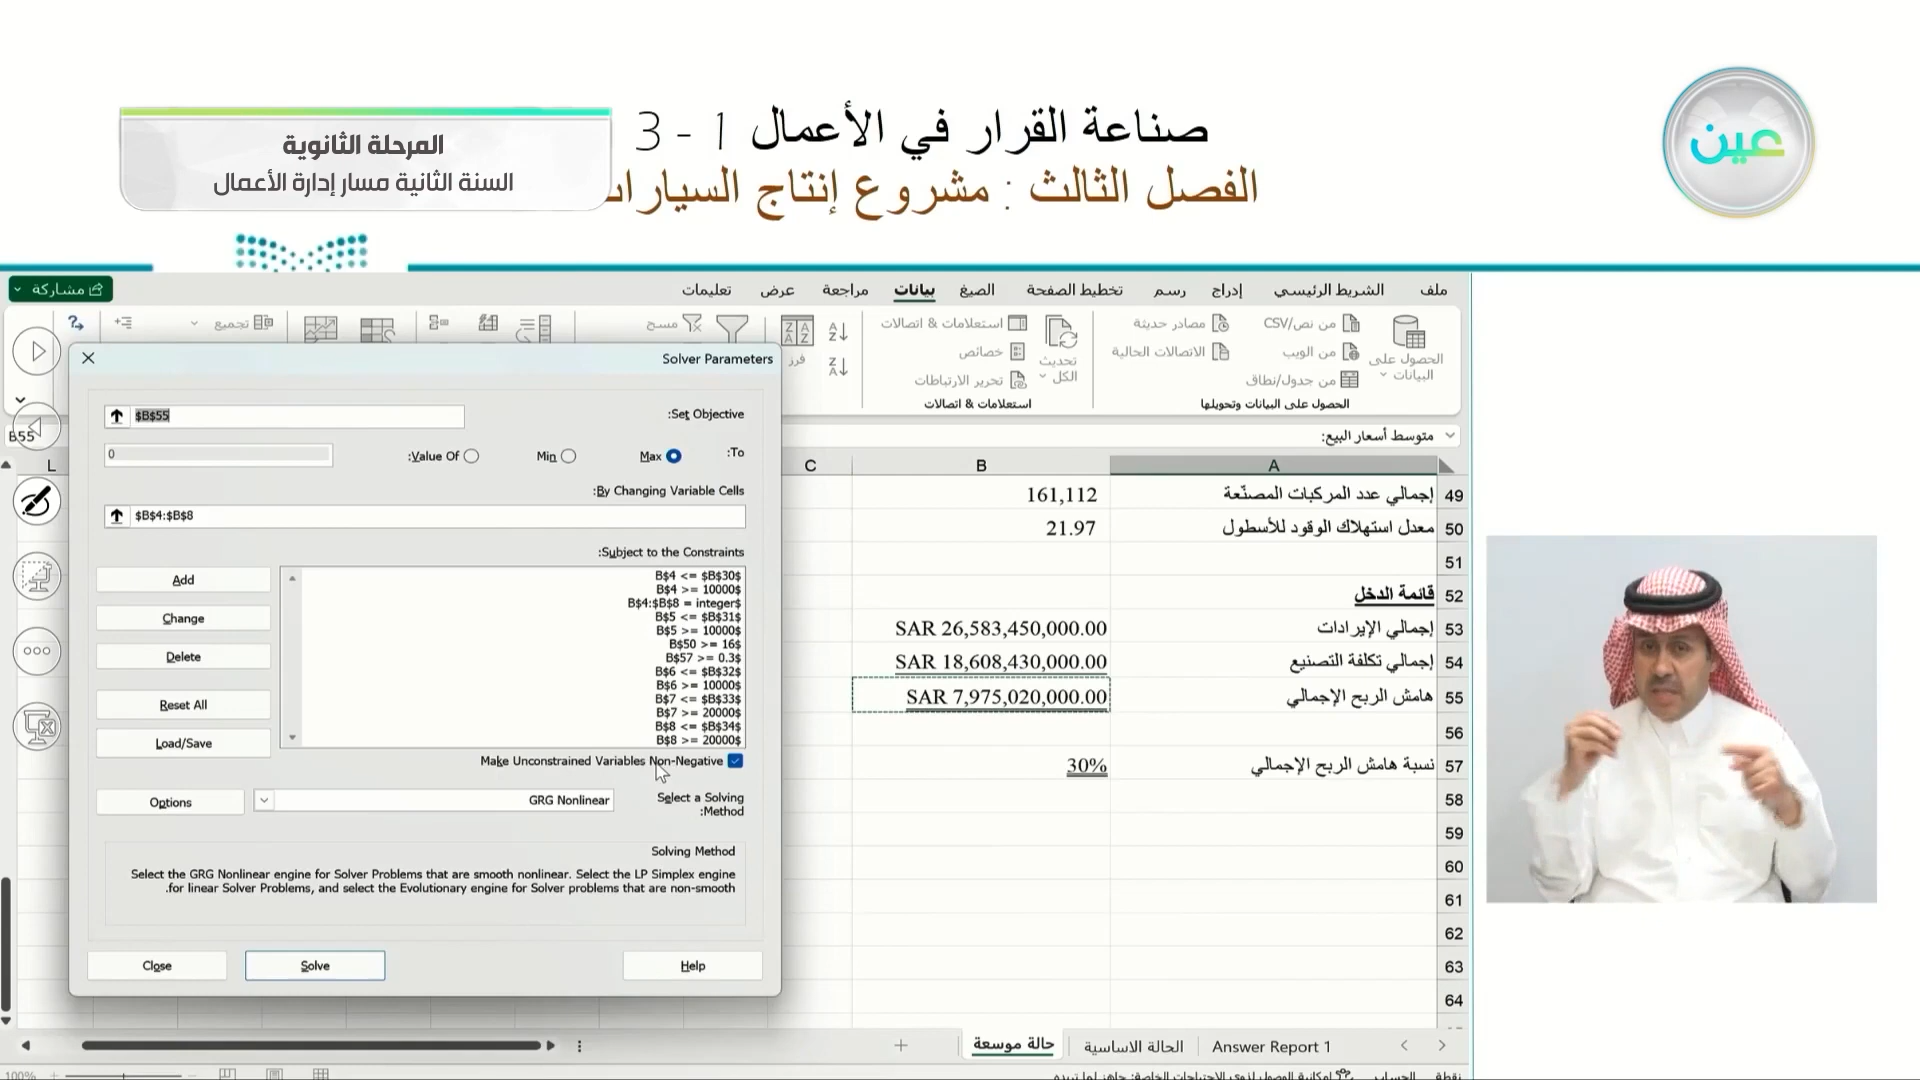 صناعة القرار في الأعمال 1 - 3
الفصل الثالث : مشروع إنتاج السيارات
المرحلة الثانوية
السنة الثانية مسار إدارة الأعمال
عين
ملف
الشريط الرئيسي
إدراج
رسم
تخطيط الصفحة
الصيغ
بيانات
مراجعة
عرض
تعليمات
مشاركة
الحصول على البيانات
من نص/CSV
من الويب
من جدول/نطاق
مصادر حديثة
الاتصالات الحالية
الحصول على البيانات وتحويلها
تحديث الكل
استعلامات & اتصالات
خصائص
تحرير الارتباطات
استعلامات & اتصالات
فرز
مسح
تجميع
متوسط أسعار البيع:
B55
A B C L
49 إجمالي عدد المركبات المصنّعة 161,112
50 معدل استهلاك الوقود للأسطول 21.97
51
52 قائمة الدخل
53 إجمالي الإيرادات SAR 26,583,450,000.00
54 إجمالي تكلفة التصنيع SAR 18,608,430,000.00
55 هامش الربح الإجمالي SAR 7,975,020,000.00
56
57 نسبة هامش الربح الإجمالي 30%
58
59
60
61
62
63
64
Solver Parameters
:Set Objective
$B$55
:To
Max
Min
:Value Of
0
:By Changing Variable Cells
$B$4:$B$8
:Subject to the Constraints
B$4 <= $B$30$
B$4 >= 10000$
B$4:$B$8 = integer$
B$5 <= $B$31$
B$5 >= 10000$
B$50 >= 16$
B$57 >= 0.3$
B$6 <= $B$32$
B$6 >= 10000$
B$7 <= $B$33$
B$7 >= 20000$
B$8 <= $B$34$
B$8 >= 20000$
Add
Change
Delete
Reset All
Load/Save
Make Unconstrained Variables Non-Negative
Select a Solving
:Method
GRG Nonlinear
Options
Solving Method
Select the GRG Nonlinear engine for Solver Problems that are smooth nonlinear. Select the LP Simplex engine
.for linear Solver Problems, and select the Evolutionary engine for Solver problems that are non-smooth
Help
Solve
Close
Answer Report 1
الحالة الاساسية
حالة موسعة
100%